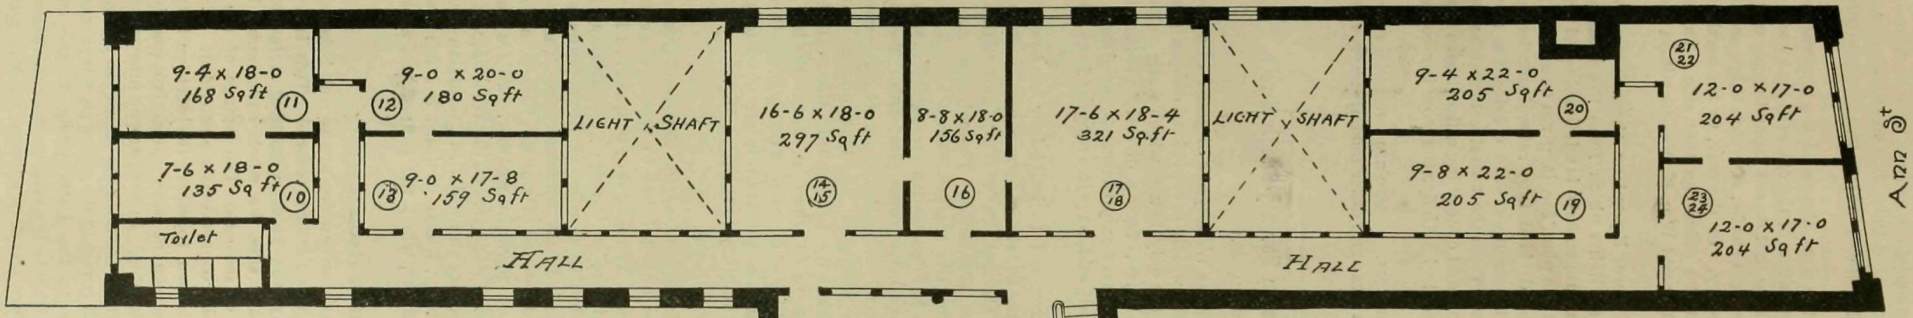 9-4 x 18-0
168 Sq ft
11
7-6 x 18-0
135 Sq ft
10
Toilet
9-0 x 20-0
180 Sq ft
12
9-0 x 17-8
159 Sq ft
13
LIGHT SHAFT
16-6 x 18-0
297 Sq ft
14
15
8-8 x 18-0
156 Sq ft
16
17-6 x 18-4
321 Sq ft
17
18
LIGHT SHAFT
9-4 x 22-0
205 Sq ft
20
9-8 x 22-0
205 Sq ft
19
21
22
12-0 x 17-0
204 Sq ft
23
24
12-0 x 17-0
204 Sq ft
HALL
HALL
Ann St